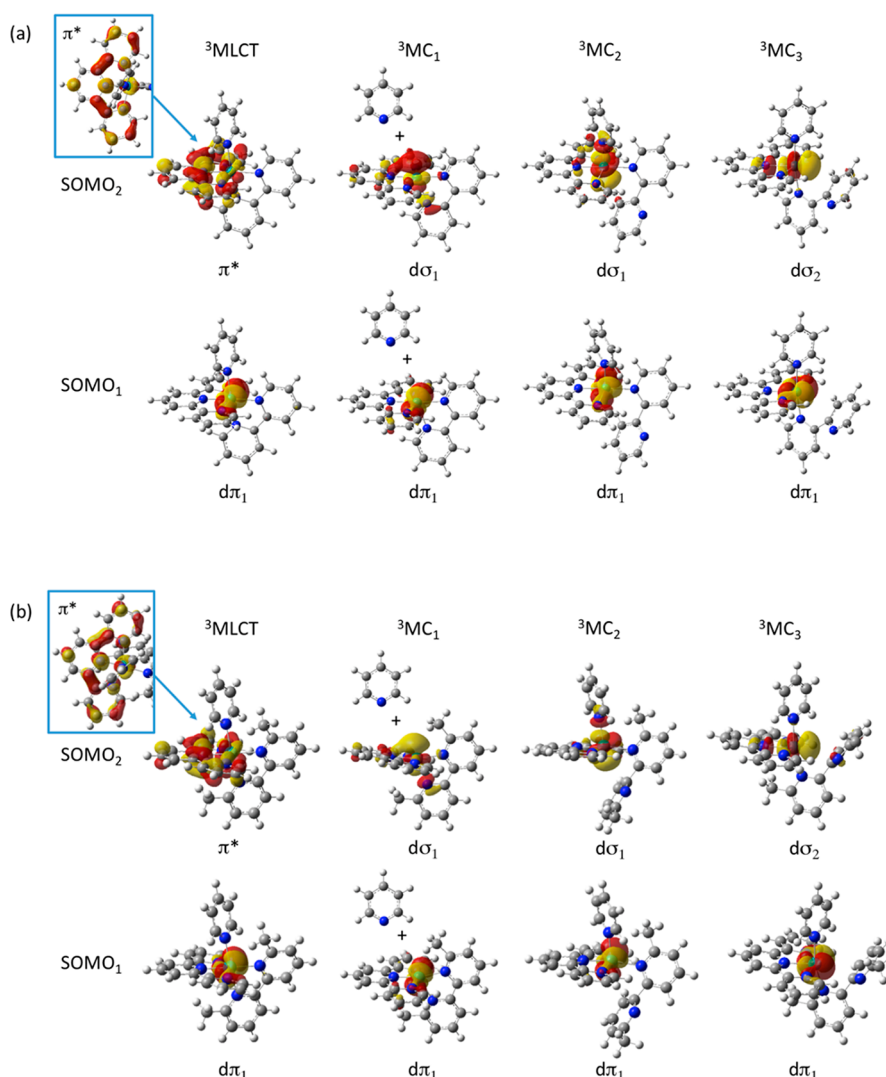 (a)
π*
³MLCT ³MC₁ ³MC₂ ³MC₃
+
SOMO₂
π* dσ₁ dσ₁ dσ₂
+
SOMO₁
dπ₁ dπ₁ dπ₁ dπ₁
(b)
π*
³MLCT ³MC₁ ³MC₂ ³MC₃
+
SOMO₂
π* dσ₁ dσ₁ dσ₂
+
SOMO₁
dπ₁ dπ₁ dπ₁ dπ₁